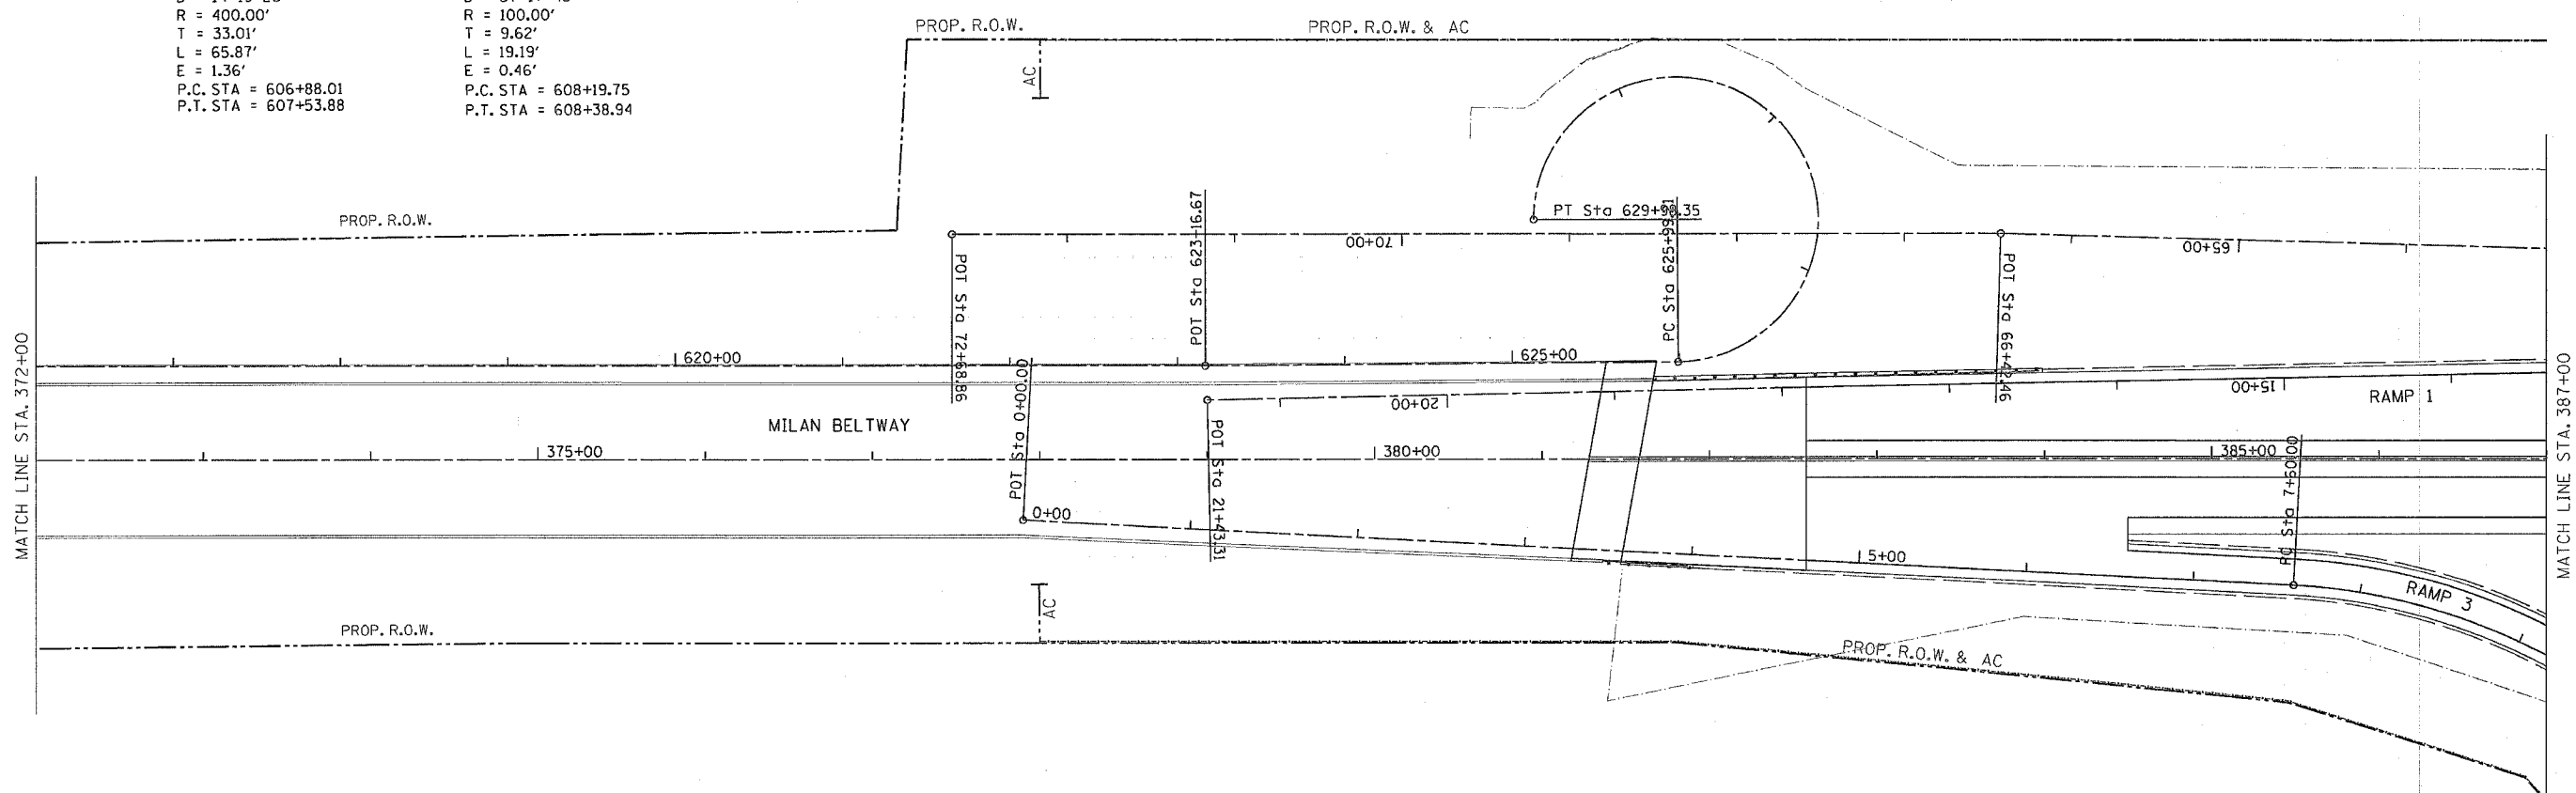 R = 400.00'
T = 33.01'
L = 65.87'
E = 1.36'
P.C. STA = 606+88.01
P.T. STA = 607+53.88
R = 100.00'
T = 9.62'
L = 19.19'
E = 0.46'
P.C. STA = 608+19.75
P.T. STA = 608+38.94
PROP. R.O.W.
PROP. R.O.W. & AC
AC
PROP. R.O.W.
PT Sta 629+98.35
POT Sta 623+16.67
PC Sta
70+00
65+00
POT Sta 72+68.86
POT Sta 66+42.46
MATCH LINE STA. 372+00
620+00
625+00
POT Sta 0+00.00
20+00
15+00
RAMP 1
MILAN BELTWAY
375+00
380+00
385+00
POT Sta 21+43.31
PC Sta 7+60.00
0+00
5+00
RAMP 3
AC
PROP. R.O.W.
PROP. R.O.W. & AC
MATCH LINE STA. 387+00